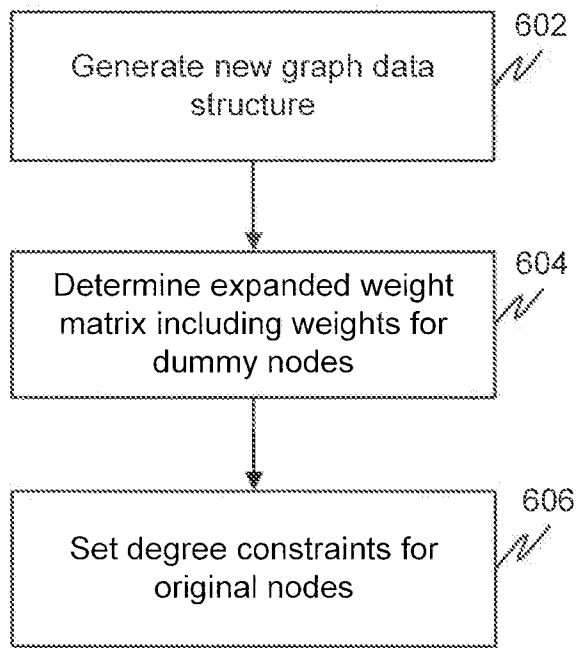 602
Generate new graph data
structure
604
Determine expanded weight
matrix including weights for
dummy nodes
606
Set degree constraints for
original nodes